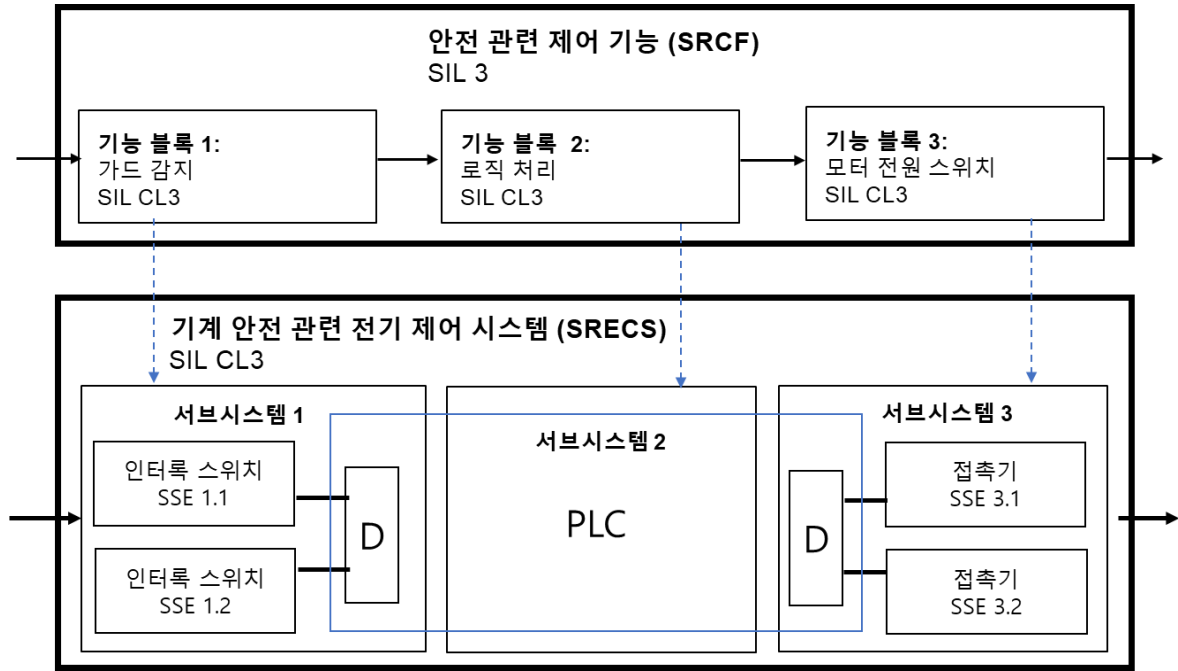 안전 관련 제어 기능 (SRCF)
SIL 3
기능 블록 1:
가드 감지
SIL CL3
기능 블록 2:
로직 처리
SIL CL3
기능 블록 3:
모터 전원 스위치
SIL CL3
기계 안전 관련 전기 제어 시스템 (SRECS)
SIL CL3
서브시스템 1
인터록 스위치
SSE 1.1
인터록 스위치
SSE 1.2
D
서브시스템 2
PLC
서브시스템 3
D
접촉기
SSE 3.1
접촉기
SSE 3.2